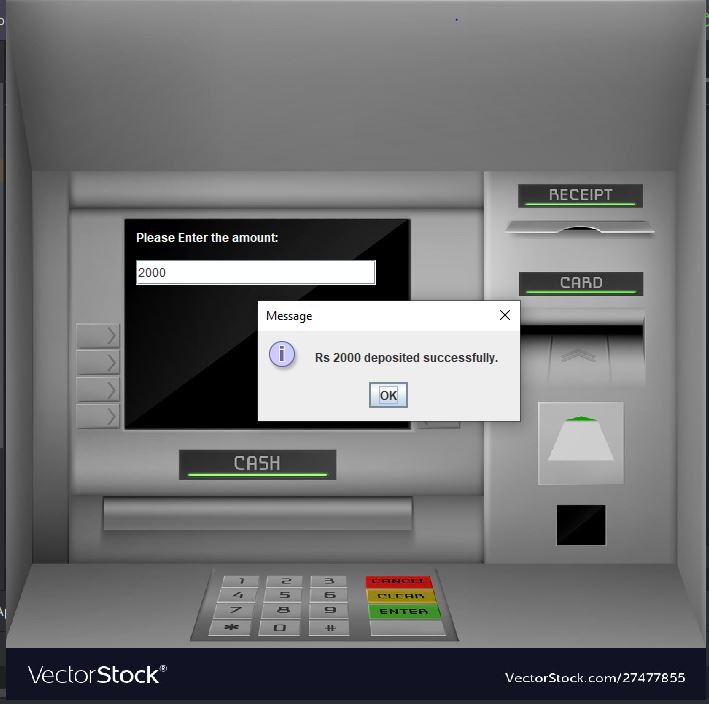 RECEIPT
Please Enter the amount:
2000
CARD
Message
Rs 2000 deposited successfully.
OK
CASH
1 2 3 CANCEL
4 5 6 CLEAR
7 8 9 ENTER
* 0 #
VectorStock®
VectorStock.com/27477855